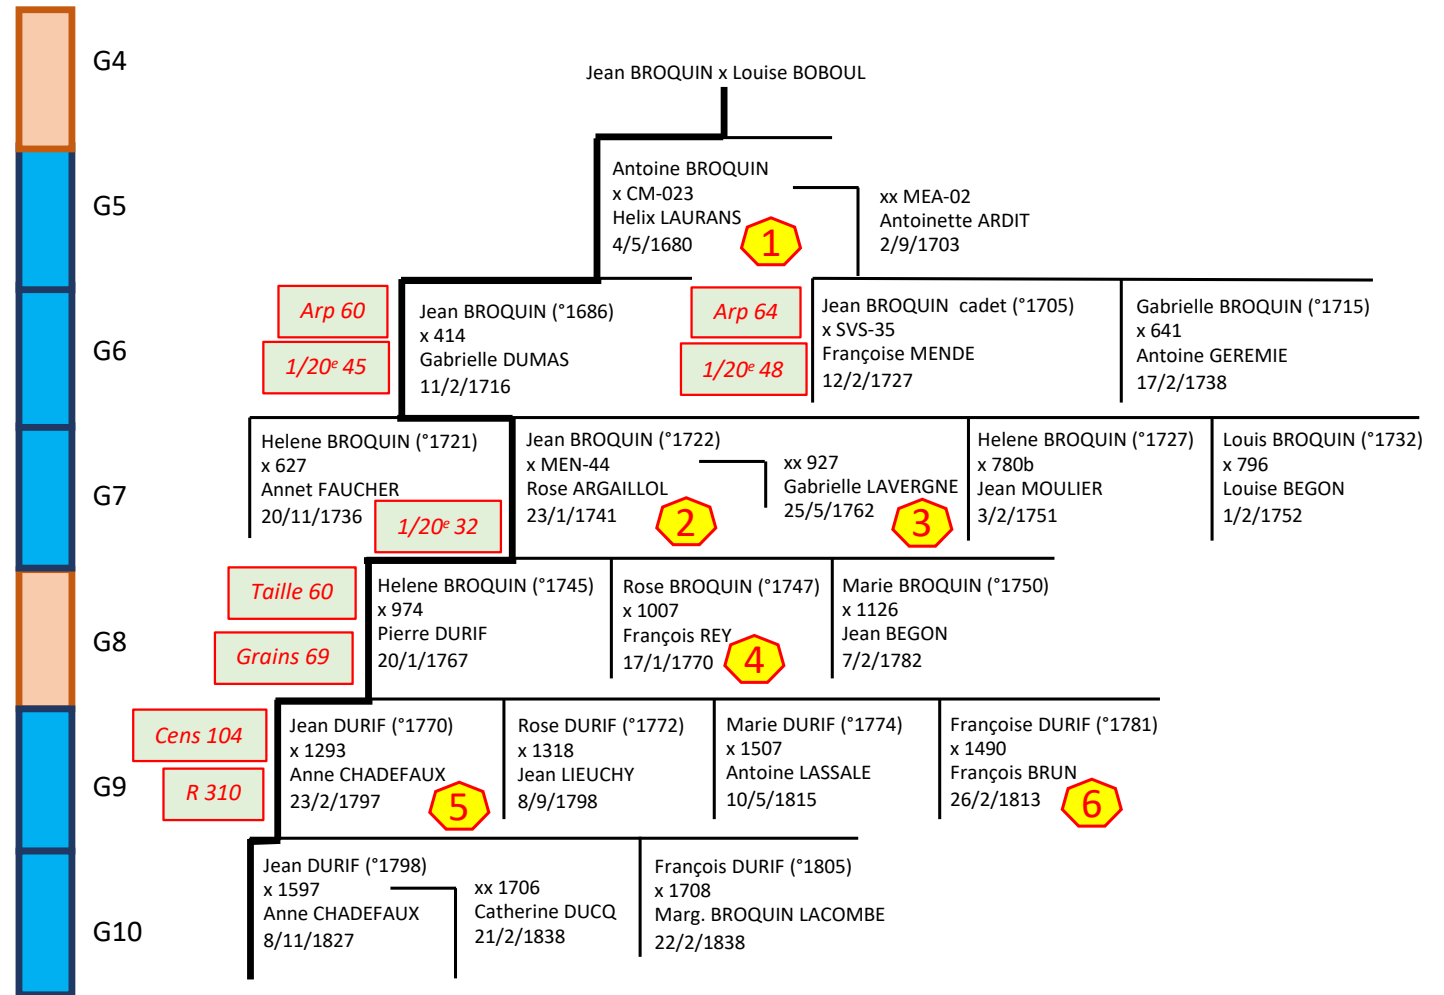 G4
Jean BROQUIN x Louise BOBOUL
G5
Antoine BROQUIN
x CM-023
Helix LAURANS
4/5/1680
1
xx MEA-02
Antoinette ARDIT
2/9/1703
G6
Arp 60
1/20e 45
Jean BROQUIN (°1686)
x 414
Gabrielle DUMAS
11/2/1716
Arp 64
1/20e 48
Jean BROQUIN cadet (°1705)
x SVS-35
Françoise MENDE
12/2/1727
Gabrielle BROQUIN (°1715)
x 641
Antoine GEREMIE
17/2/1738
G7
Helene BROQUIN (°1721)
x 627
Annet FAUCHER
20/11/1736
1/20e 32
Jean BROQUIN (°1722)
x MEN-44
Rose ARGAILLOL
23/1/1741
2
xx 927
Gabrielle LAVERGNE
25/5/1762
3
Helene BROQUIN (°1727)
x 780b
Jean MOULIER
3/2/1751
Louis BROQUIN (°1732)
x 796
Louise BEGON
1/2/1752
G8
Taille 60
Grains 69
Helene BROQUIN (°1745)
x 974
Pierre DURIF
20/1/1767
Rose BROQUIN (°1747)
x 1007
François REY
17/1/1770
4
Marie BROQUIN (°1750)
x 1126
Jean BEGON
7/2/1782
G9
Cens 104
R 310
Jean DURIF (°1770)
x 1293
Anne CHADEFAUX
23/2/1797
5
Rose DURIF (°1772)
x 1318
Jean LIEUCHY
8/9/1798
Marie DURIF (°1774)
x 1507
Antoine LASSALE
10/5/1815
Françoise DURIF (°1781)
x 1490
François BRUN
26/2/1813
6
G10
Jean DURIF (°1798)
x 1597
Anne CHADEFAUX
8/11/1827
xx 1706
Catherine DUCQ
21/2/1838
François DURIF (°1805)
x 1708
Marg. BROQUIN LACOMBE
22/2/1838